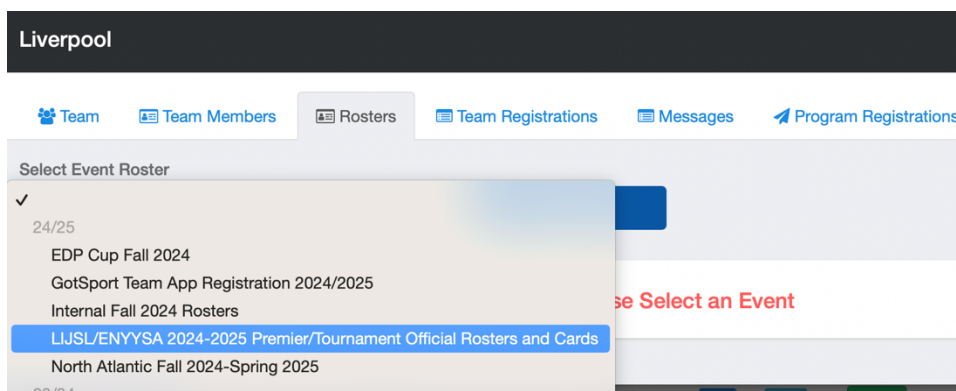 Liverpool
Team Team Members Rosters Team Registrations Messages Program Registrations
Select Event Roster
24/25
EDP Cup Fall 2024
GotSport Team App Registration 2024/2025
Internal Fall 2024 Rosters
se Select an Event
LIJSL/ENYYSA 2024-2025 Premier/Tournament Official Rosters and Cards
North Atlantic Fall 2024-Spring 2025